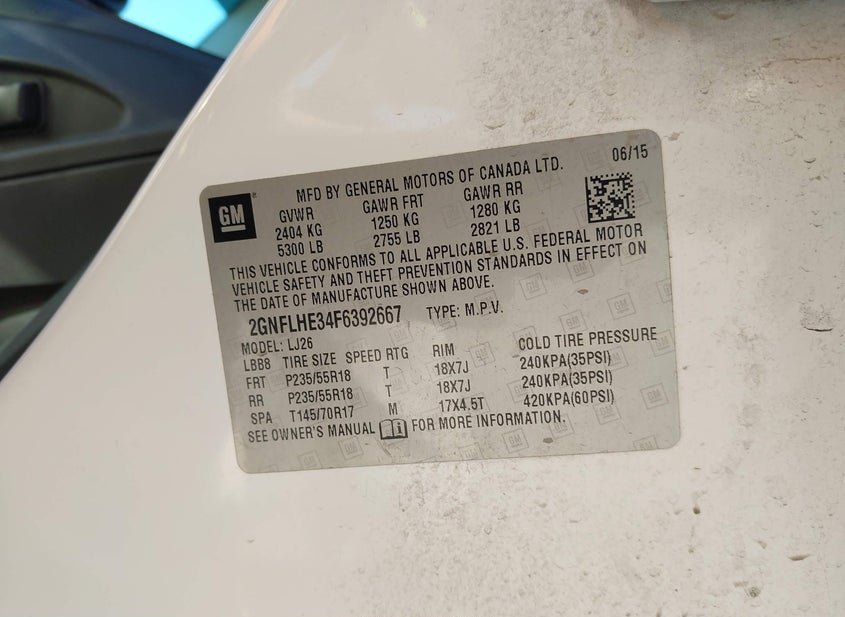 GM
MFD BY GENERAL MOTORS OF CANADA LTD. 06/15
GVWR GAWR FRT GAWR RR
2404 KG 1250 KG 1280 KG
5300 LB 2755 LB 2821 LB
THIS VEHICLE CONFORMS TO ALL APPLICABLE U.S. FEDERAL MOTOR
VEHICLE SAFETY AND THEFT PREVENTION STANDARDS IN EFFECT ON
THE DATE OF MANUFACTURE SHOWN ABOVE.
2GNFLHE34F6392667 TYPE: M.P.V.
MODEL: LJ26
LBB8 TIRE SIZE SPEED RTG RIM COLD TIRE PRESSURE
FRT P235/55R18 T 18X7J 240KPA(35PSI)
RR P235/55R18 T 18X7J 240KPA(35PSI)
SPA T145/70R17 M 17X4.5T 420KPA(60PSI)
SEE OWNER'S MANUAL FOR MORE INFORMATION.